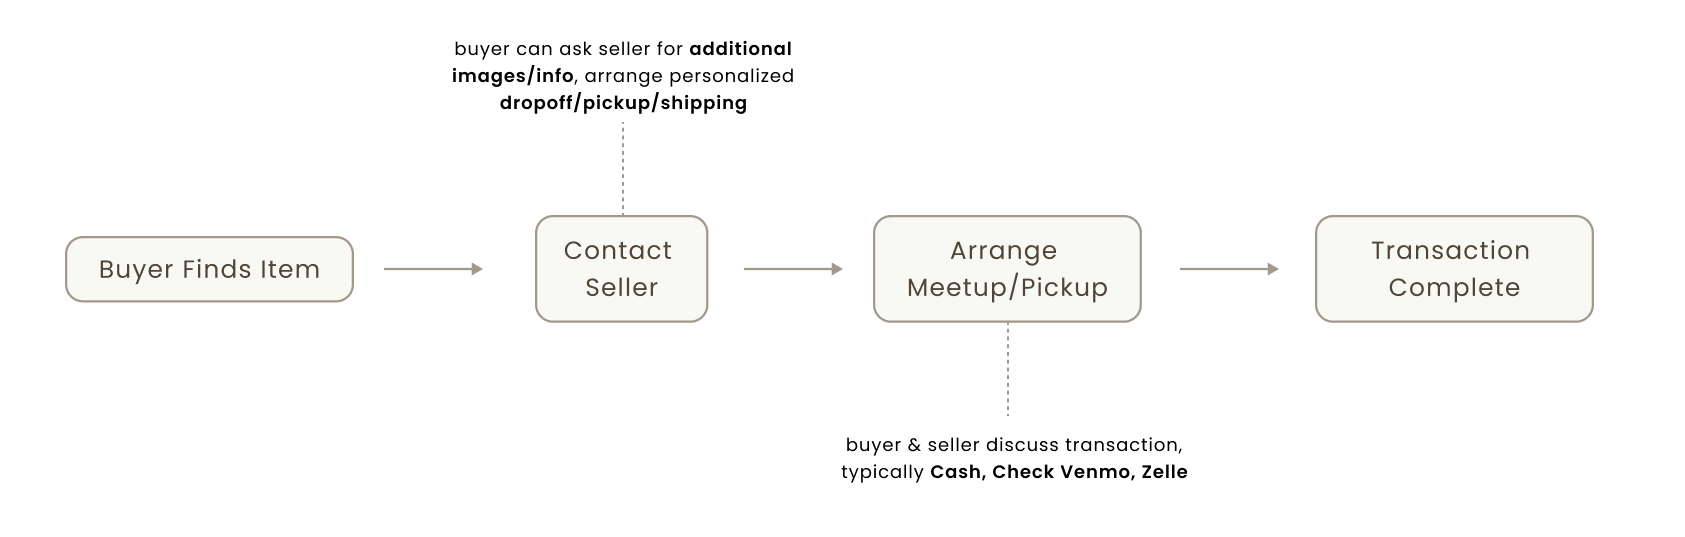 buyer can ask seller for additional
images/info, arrange personalized
dropoff/pickup/shipping
Buyer Finds Item
Contact
Seller
Arrange
Meetup/Pickup
Transaction
Complete
buyer & seller discuss transaction,
typically Cash, Check Venmo, Zelle